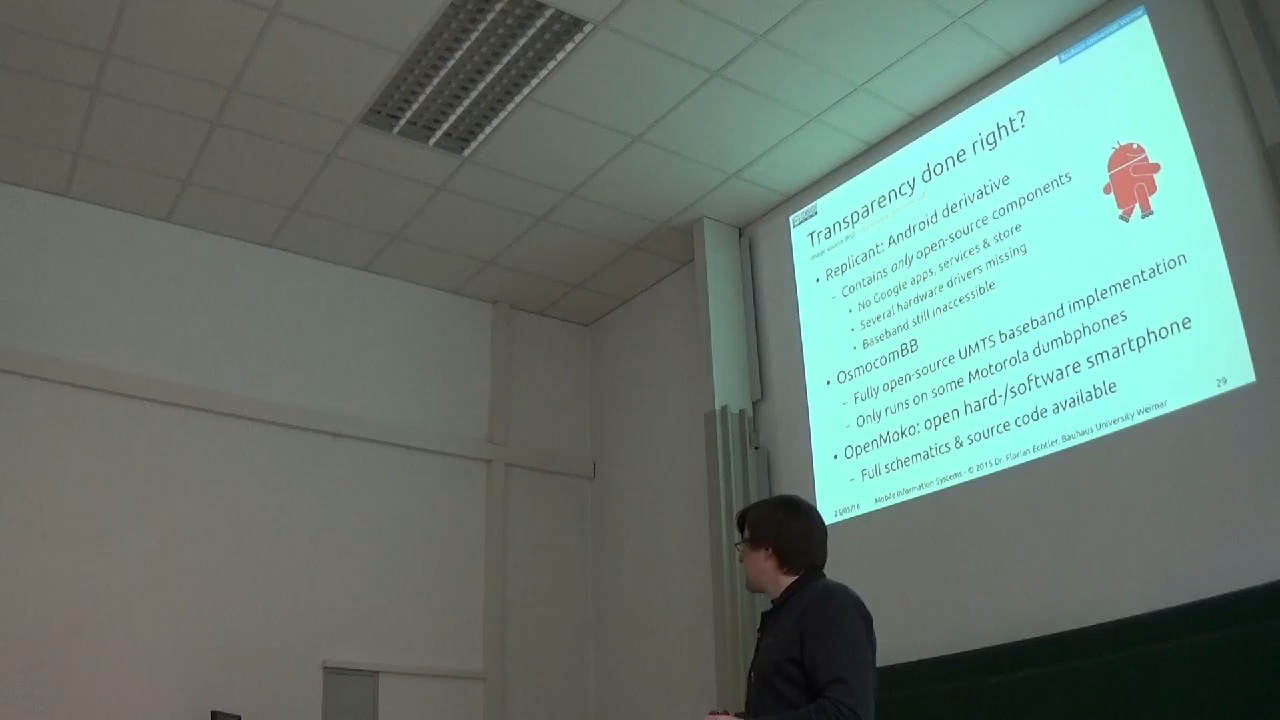 Transparency done right?
• Replicant: Android derivative
– Contains only open-source components
• No Google apps, services & store
• Several hardware drivers missing
• Baseband still inaccessible
• OsmocomBB
– Fully open-source UMTS baseband implementation
– Only runs on some Motorola dumbphones
• OpenMoko: open hard-/software smartphone
– Full schematics & source code available
Mobile Information Systems - © 2015 Dr. Florian Echtler, Bauhaus University Weimar
29